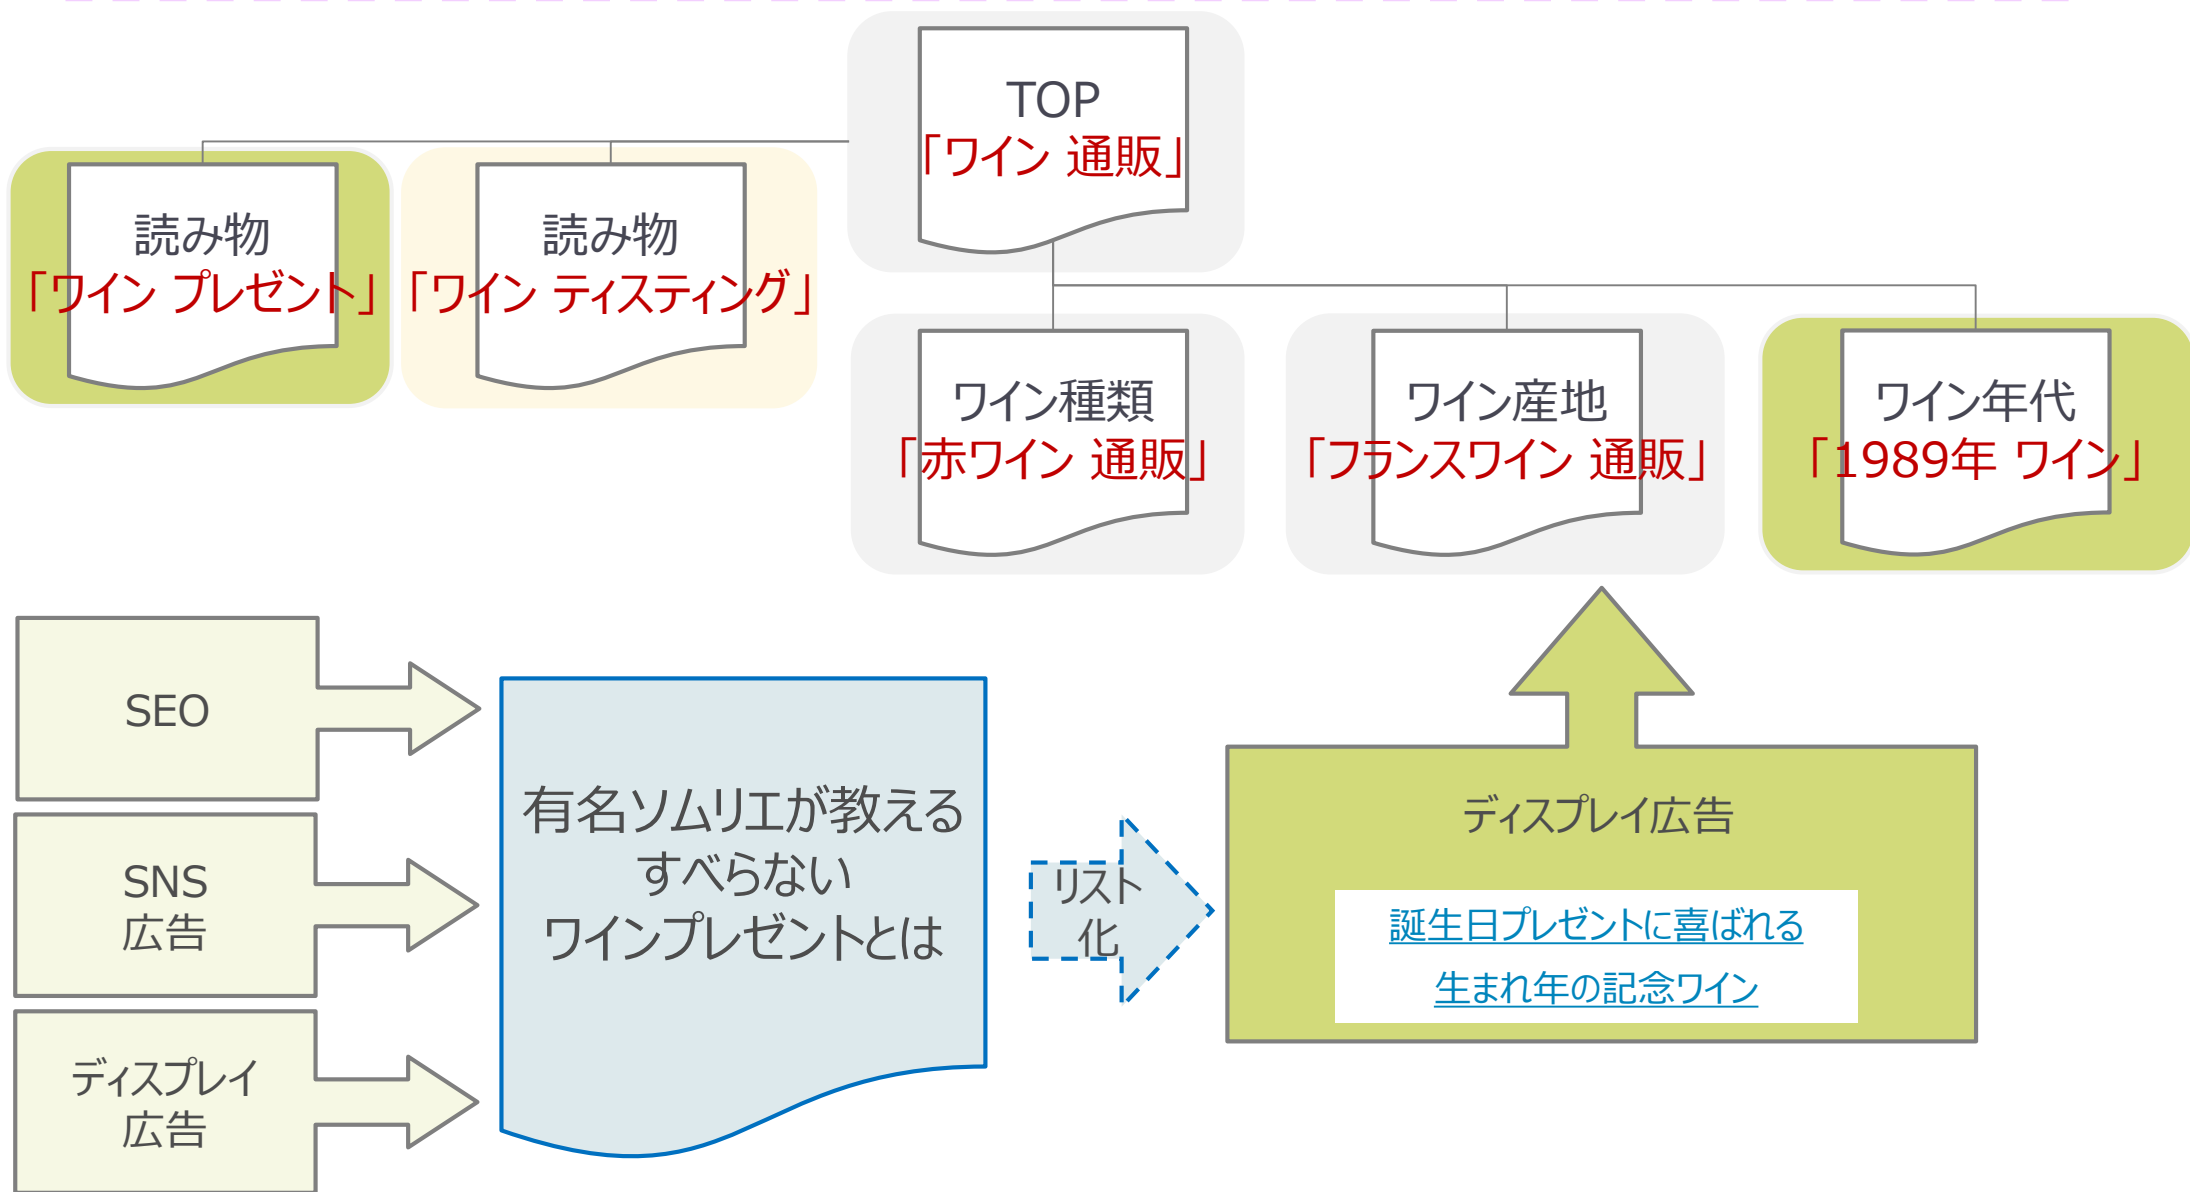 TOP
「ワイン 通販」
読み物
「ワイン プレゼント」
読み物
「ワイン ティスティング」
ワイン種類
「赤ワイン 通販」
ワイン産地
「フランスワイン 通販」
ワイン年代
「1989年 ワイン」
SEO
SNS
広告
ディスプレイ
広告
有名ソムリエが教える
すべらない
ワインプレゼントとは
リスト
化
ディスプレイ広告
誕生日プレゼントに喜ばれる
生まれ年の記念ワイン